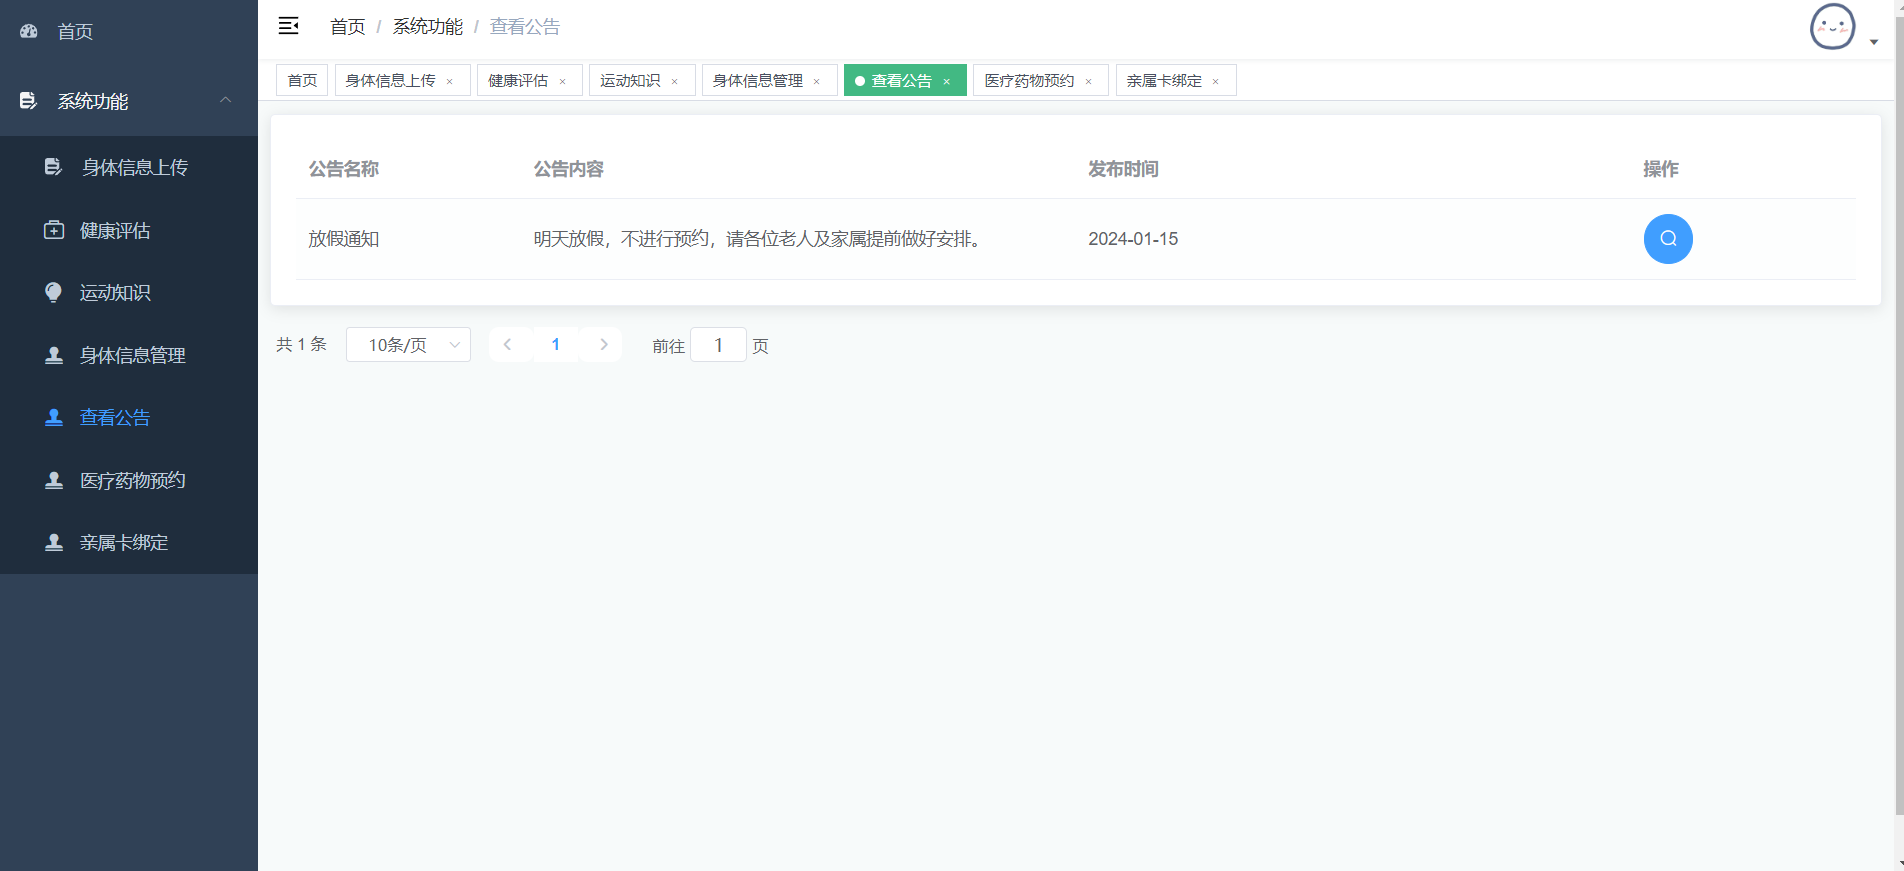 首页
系统功能
身体信息上传
健康评估
运动知识
身体信息管理
查看公告
医疗药物预约
亲属卡绑定
首页 / 系统功能 / 查看公告
首页 身体信息上传 × 健康评估 × 运动知识 × 身体信息管理 × 查看公告 × 医疗药物预约 × 亲属卡绑定 ×
公告名称 公告内容 发布时间 操作
放假通知 明天放假，不进行预约，请各位老人及家属提前做好安排。 2024-01-15
共 1 条 10条/页 1 前往 1 页